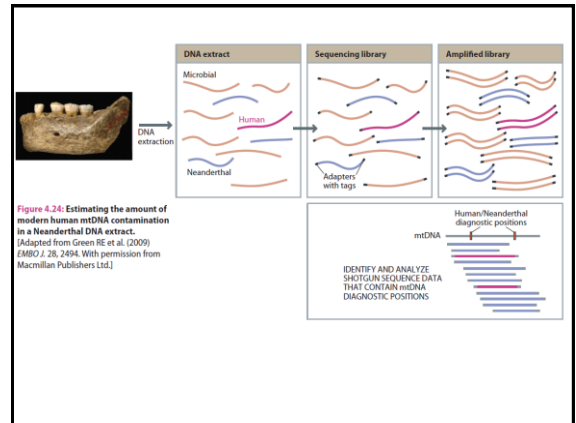 DNA extract
Sequencing library
Amplified library
Microbial
Human
DNA
extraction
Neanderthal
Adapters
with tags
Figure 4.24: Estimating the amount of
modern human mtDNA contamination
in a Neanderthal DNA extract.
[Adapted from Green RE et al. (2009)
EMBO J. 28, 2494. With permission from
Macmillan Publishers Ltd.]
Human/Neanderthal
diagnostic positions
mtDNA
IDENTIFY AND ANALYZE
SHOTGUN SEQUENCE DATA
THAT CONTAIN mtDNA
DIAGNOSTIC POSITIONS